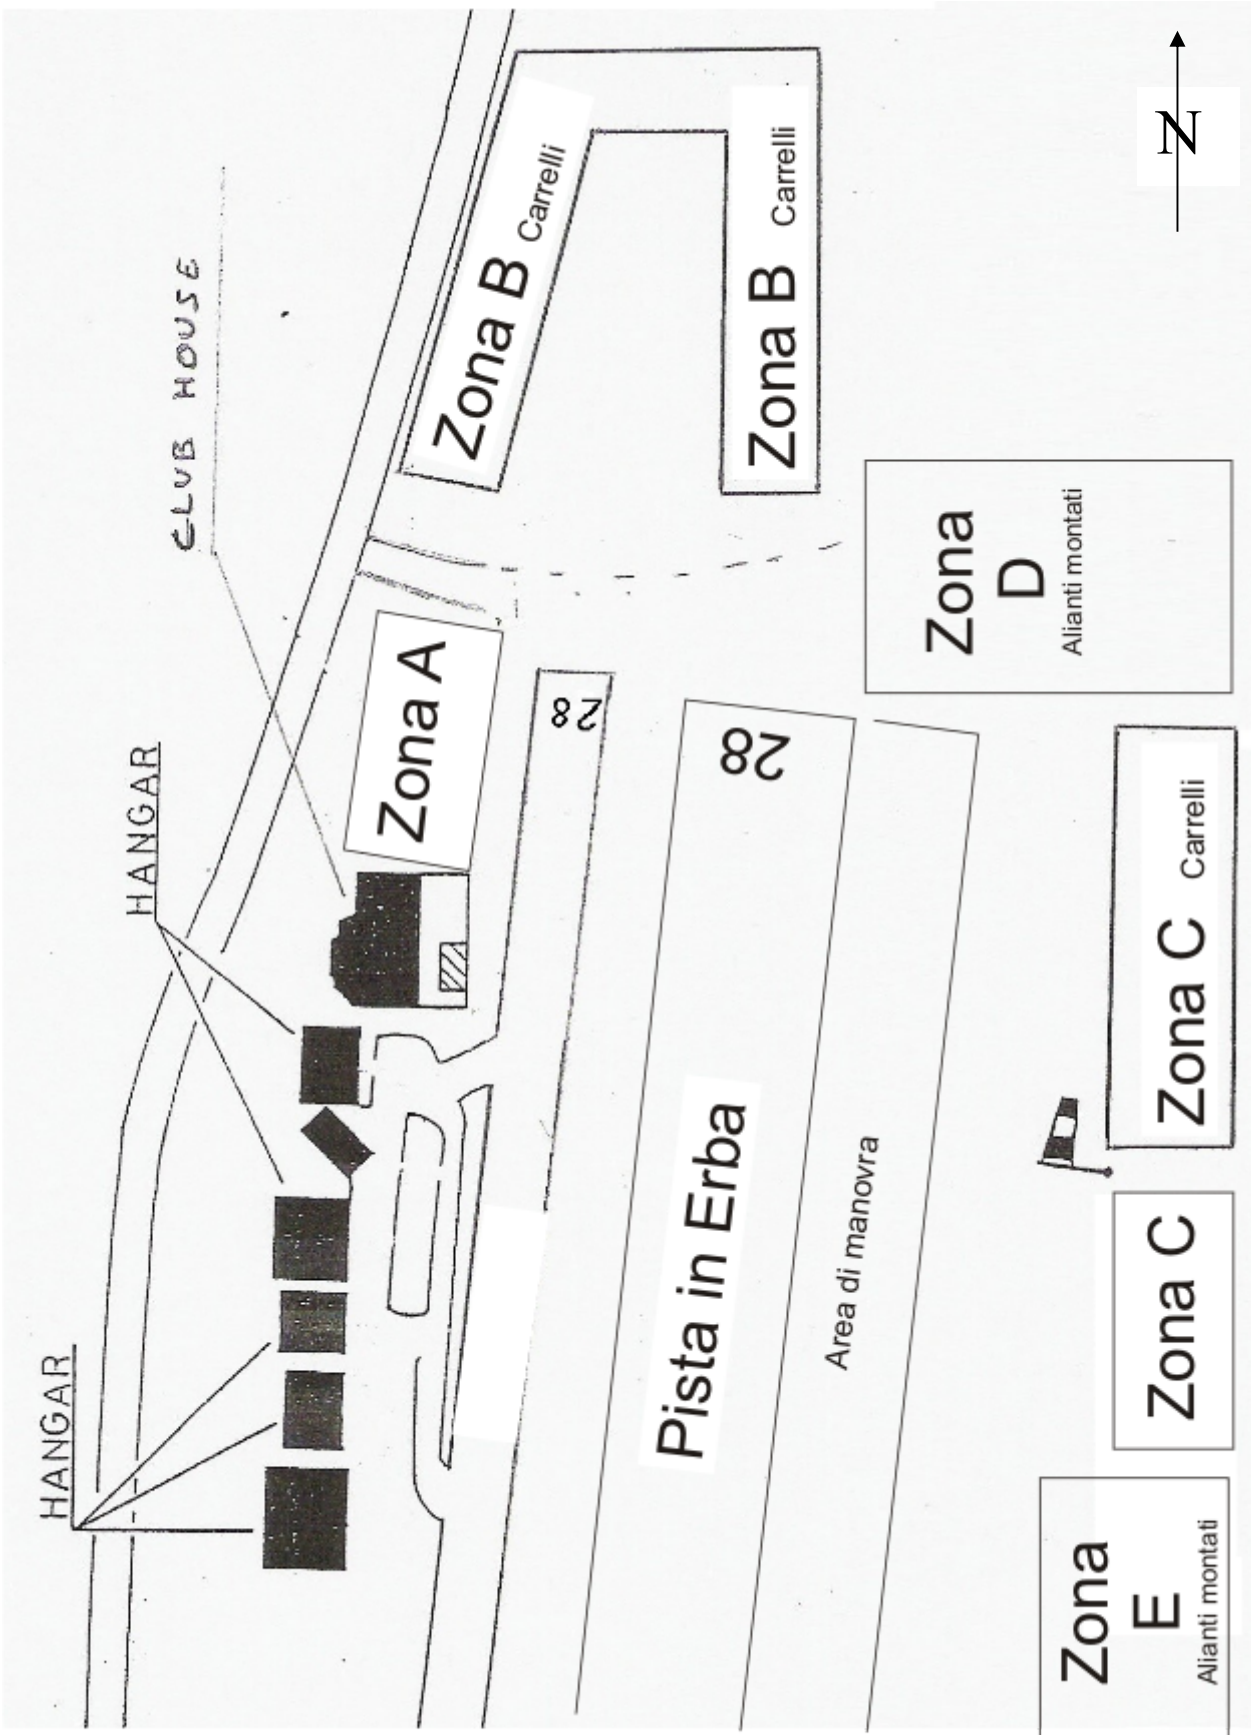 N
CLUB HOUSE
HANGAR
HANGAR
Zona B Carrelli
Zona B Carrelli
Zona A
28
28
Zona
D
Alianti montati
Pista in Erba
Area di manovra
Zona C Carrelli
Zona C
Zona
E
Alianti montati